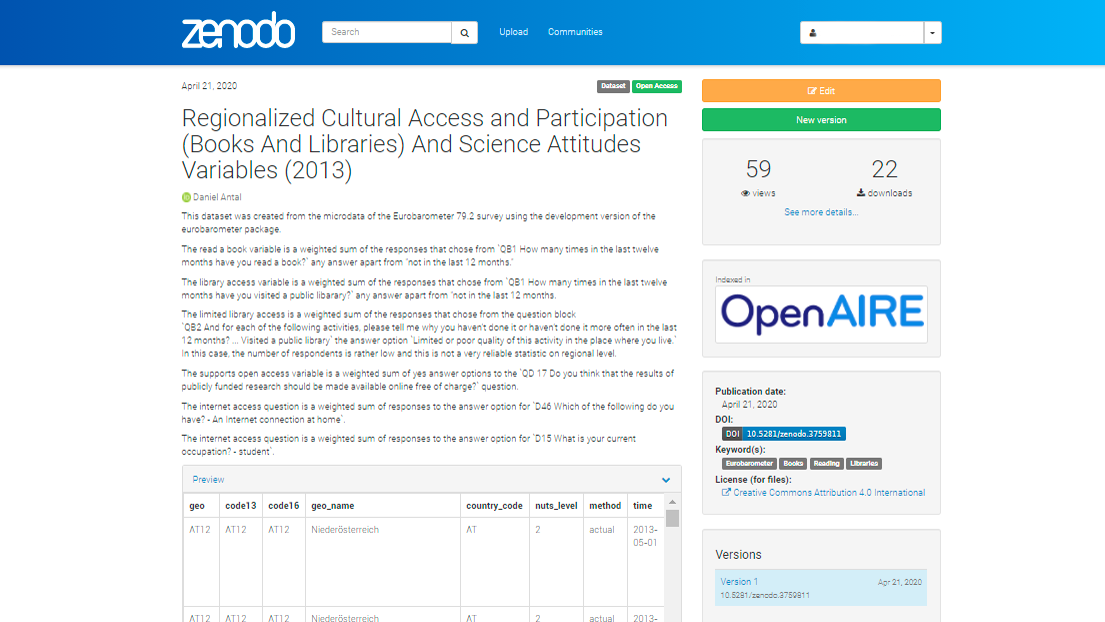 zenodo
Search
Upload
Communities
April 21, 2020
Dataset
Open Access
Regionalized Cultural Access and Participation
(Books And Libraries) And Science Attitudes
Variables (2013)
iD Daniel Antal
This dataset was created from the microdata of the Eurobarometer 79.2 survey using the development version of the
eurobarometer package.
The read a book variable is a weighted sum of the responses that chose from `QB1 How many times in the last twelve
months have you read a book?` any answer apart from 'not in the last 12 months.'
The library access variable is a weighted sum of the responses that chose from `QB1 How many times in the last twelve
months have you visited a public libarary?` any answer apart from 'not in the last 12 months.
The limited library access is a weighted sum of the responses that chose from the question block
`QB2 And for each of the following activities, please tell me why you haven't done it or haven't done it more often in the last
12 months? ... Visited a public library` the answer option `Limited or poor quality of this activity in the place where you live.`
In this case, the number of respondents is rather low and this is not a very reliable statistic on regional level.
The supports open access variable is a weighted sum of yes answer options to the `QD 17 Do you think that the results of
publicly funded research should be made available online free of charge?` question.
The internet access question is a weighted sum of responses to the answer option for `D46 Which of the following do you
have? - An Internet connection at home`.
The internet access question is a weighted sum of responses to the answer option for `D15 What is your current
occupation? - student`.
Preview
geo code13 code16 geo_name country_code nuts_level method time
AT12 AT12 AT12 Niederösterreich AT 2 actual 2013-
05-01
AT12 AT12 AT12 Niederösterreich AT 2 actual 2013-
Edit
New version
59 22
views downloads
See more details...
Indexed in
OpenAIRE
Publication date:
April 21, 2020
DOI:
DOI 10.5281/zenodo.3759811
Keyword(s):
Eurobarometer Books Reading Libraries
License (for files):
Creative Commons Attribution 4.0 International
Versions
Version 1 Apr 21, 2020
10.5281/zenodo.3759811